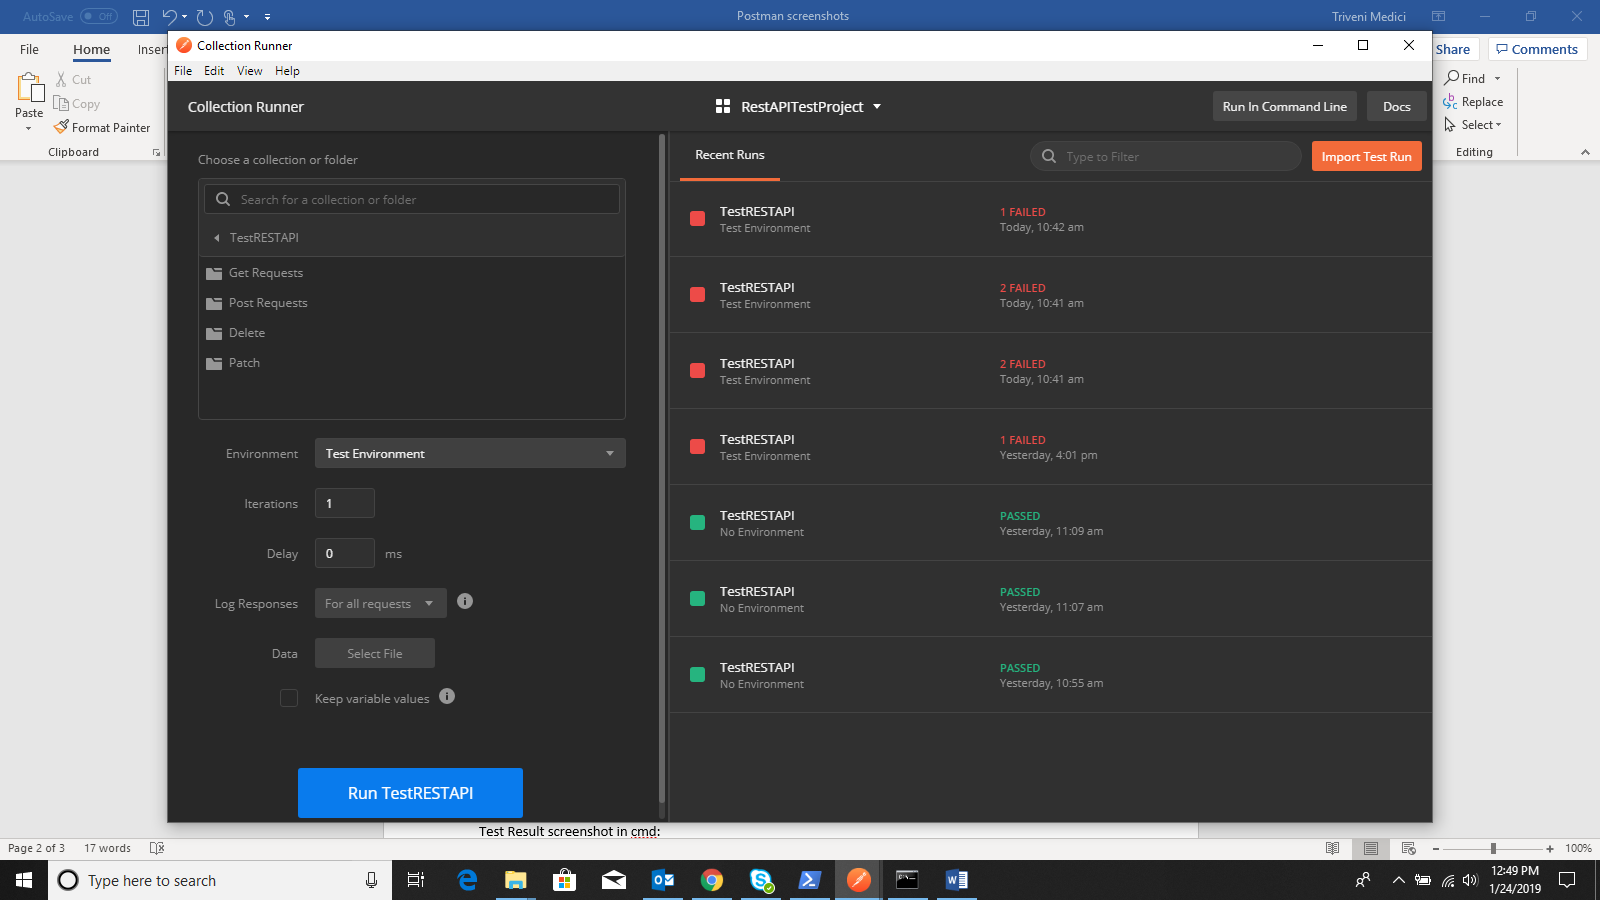 AutoSave Off
Postman screenshots
Triveni Medici
File Home Inser
Share Comments
Paste
Cut
Copy
Format Painter
Clipboard
Find
Replace
Select
Editing
Collection Runner
File Edit View Help
Collection Runner
RestAPITestProject
Run In Command Line
Docs
Choose a collection or folder
Search for a collection or folder
TestRESTAPI
Get Requests
Post Requests
Delete
Patch
Environment Test Environment
Iterations 1
Delay 0 ms
Log Responses For all requests
Data Select File
Keep variable values
Run TestRESTAPI
Recent Runs
Type to Filter
Import Test Run
TestRESTAPI 1 FAILED
Test Environment Today, 10:42 am
TestRESTAPI 2 FAILED
Test Environment Today, 10:41 am
TestRESTAPI 2 FAILED
Test Environment Today, 10:41 am
TestRESTAPI 1 FAILED
Test Environment Yesterday, 4:01 pm
TestRESTAPI PASSED
No Environment Yesterday, 11:09 am
TestRESTAPI PASSED
No Environment Yesterday, 11:07 am
TestRESTAPI PASSED
No Environment Yesterday, 10:55 am
Test Result screenshot in cmd:
Page 2 of 3 17 words
100%
Type here to search
12:49 PM
1/24/2019